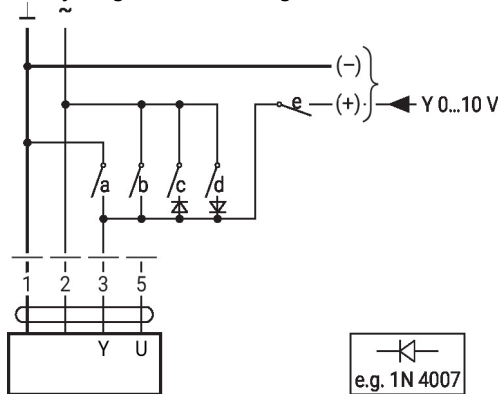 ⊥ ~
(−)
e (+) Y 0...10 V
a b c d
1 2 3 5
Y U
e.g. 1N 4007